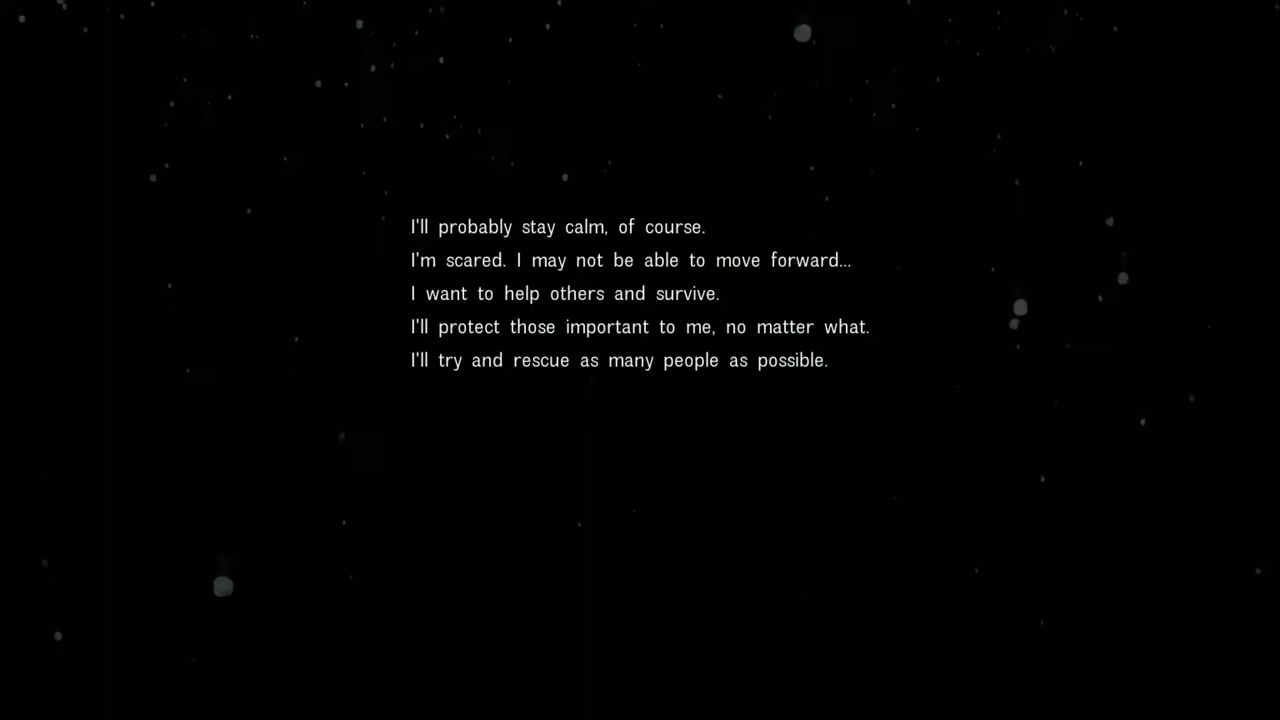 I'll probably stay calm, of course.
I'm scared. I may not be able to move forward...
I want to help others and survive.
I'll protect those important to me, no matter what.
I'll try and rescue as many people as possible.